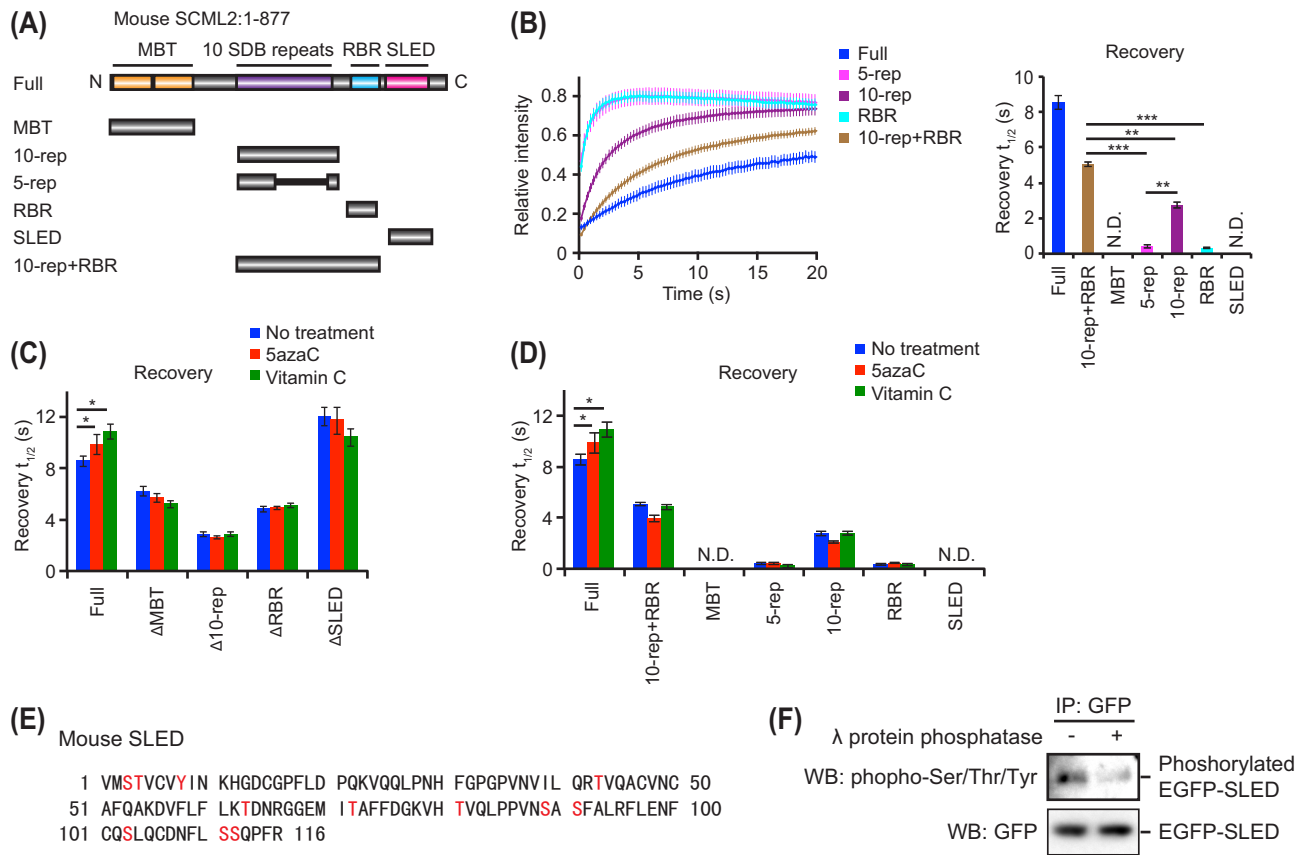 (A)
Mouse SCML2:1-877
MBT 10 SDB repeats RBR SLED
Full N C
MBT
10-rep
5-rep
RBR
SLED
10-rep+RBR
(B)
Relative intensity
0.8
0.6
0.4
0.2
0
0 5 10 15 20
Time (s)
Full
5-rep
10-rep
RBR
10-rep+RBR
Recovery
Recovery t1/2 (s)
10
8
6
4
2
0
***
**
***
**
N.D. N.D.
Full 10-rep+RBR MBT 5-rep 10-rep RBR SLED
(C)
No treatment
5azaC
Vitamin C
Recovery
Recovery t1/2 (s)
12
8
4
0
*
*
Full ΔMBT Δ10-rep ΔRBR ΔSLED
(D)
No treatment
5azaC
Vitamin C
Recovery
Recovery t1/2 (s)
12
8
4
0
*
*
N.D. N.D.
Full 10-rep+RBR MBT 5-rep 10-rep RBR SLED
(E)
Mouse SLED
1 VMSTVCVYIN KHGDCGPFLD PQKVQQLPNH FGPGPVNVIL QRTVQACVNC 50
51 AFQAKDVFLF LKTDNRGGEM ITAFFDGKVH TVQLPPVNSA SFALRFLENF 100
101 CQSLQCDNFL SSQPFR 116
(F)
IP: GFP
λ protein phosphatase - +
WB: phopho-Ser/Thr/Tyr
Phoshorylated
EGFP-SLED
WB: GFP EGFP-SLED